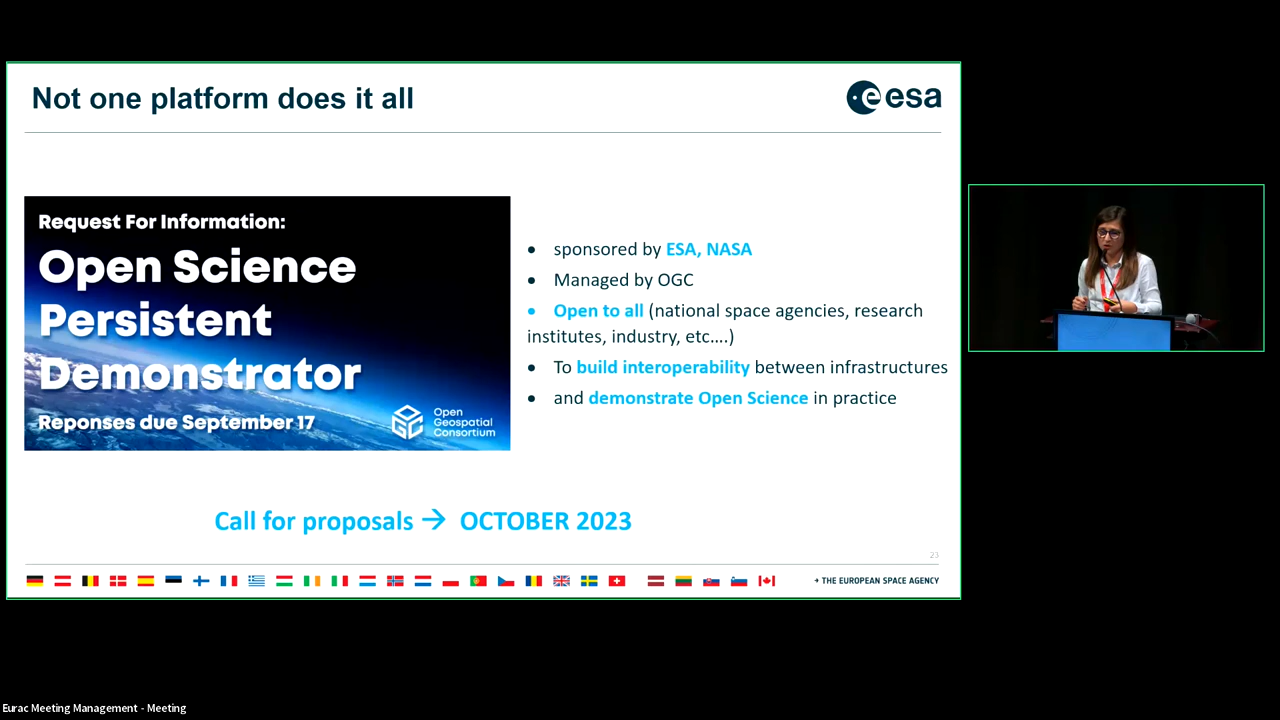 Not one platform does it all
esa
Request For Information:
Open Science
Persistent
Demonstrator
Reponses due September 17
Open
Geospatial
Consortium
OGC
• sponsored by ESA, NASA
• Managed by OGC
• Open to all (national space agencies, research
institutes, industry, etc....)
• To build interoperability between infrastructures
• and demonstrate Open Science in practice
Call for proposals → OCTOBER 2023
23
→ THE EUROPEAN SPACE AGENCY
Eurac Meeting Management - Meeting